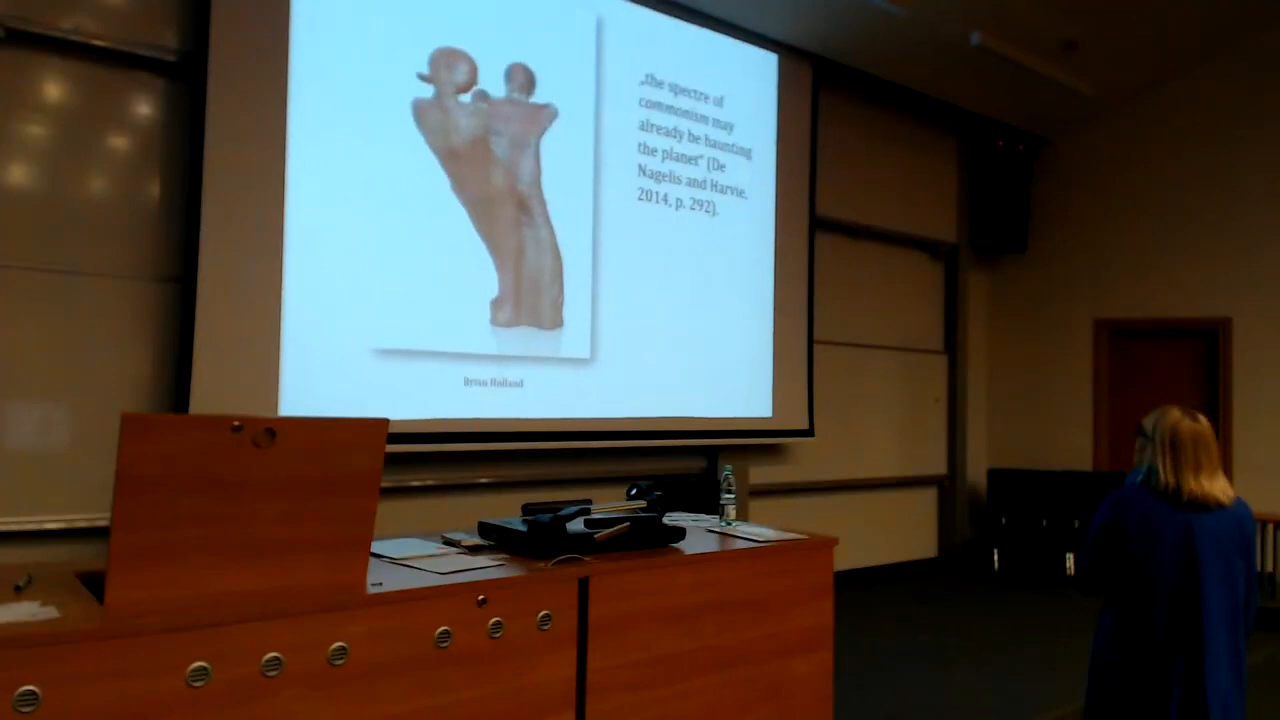 „the spectre of
commonism may
already be haunting
the planet" (De
Nagelis and Harvie,
2014, p. 292).
Bryan Holland